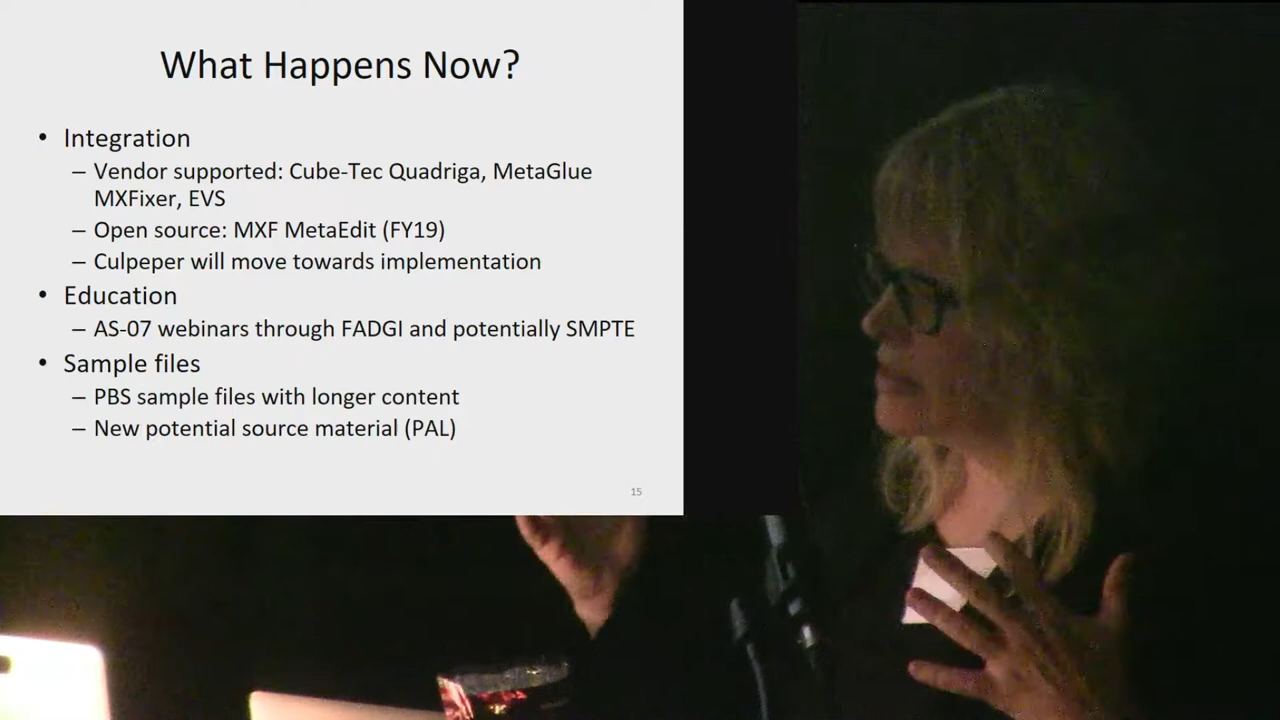 What Happens Now?
• Integration
– Vendor supported: Cube-Tec Quadriga, MetaGlue
MXFixer, EVS
– Open source: MXF MetaEdit (FY19)
– Culpeper will move towards implementation
• Education
– AS-07 webinars through FADGI and potentially SMPTE
• Sample files
– PBS sample files with longer content
– New potential source material (PAL)
15